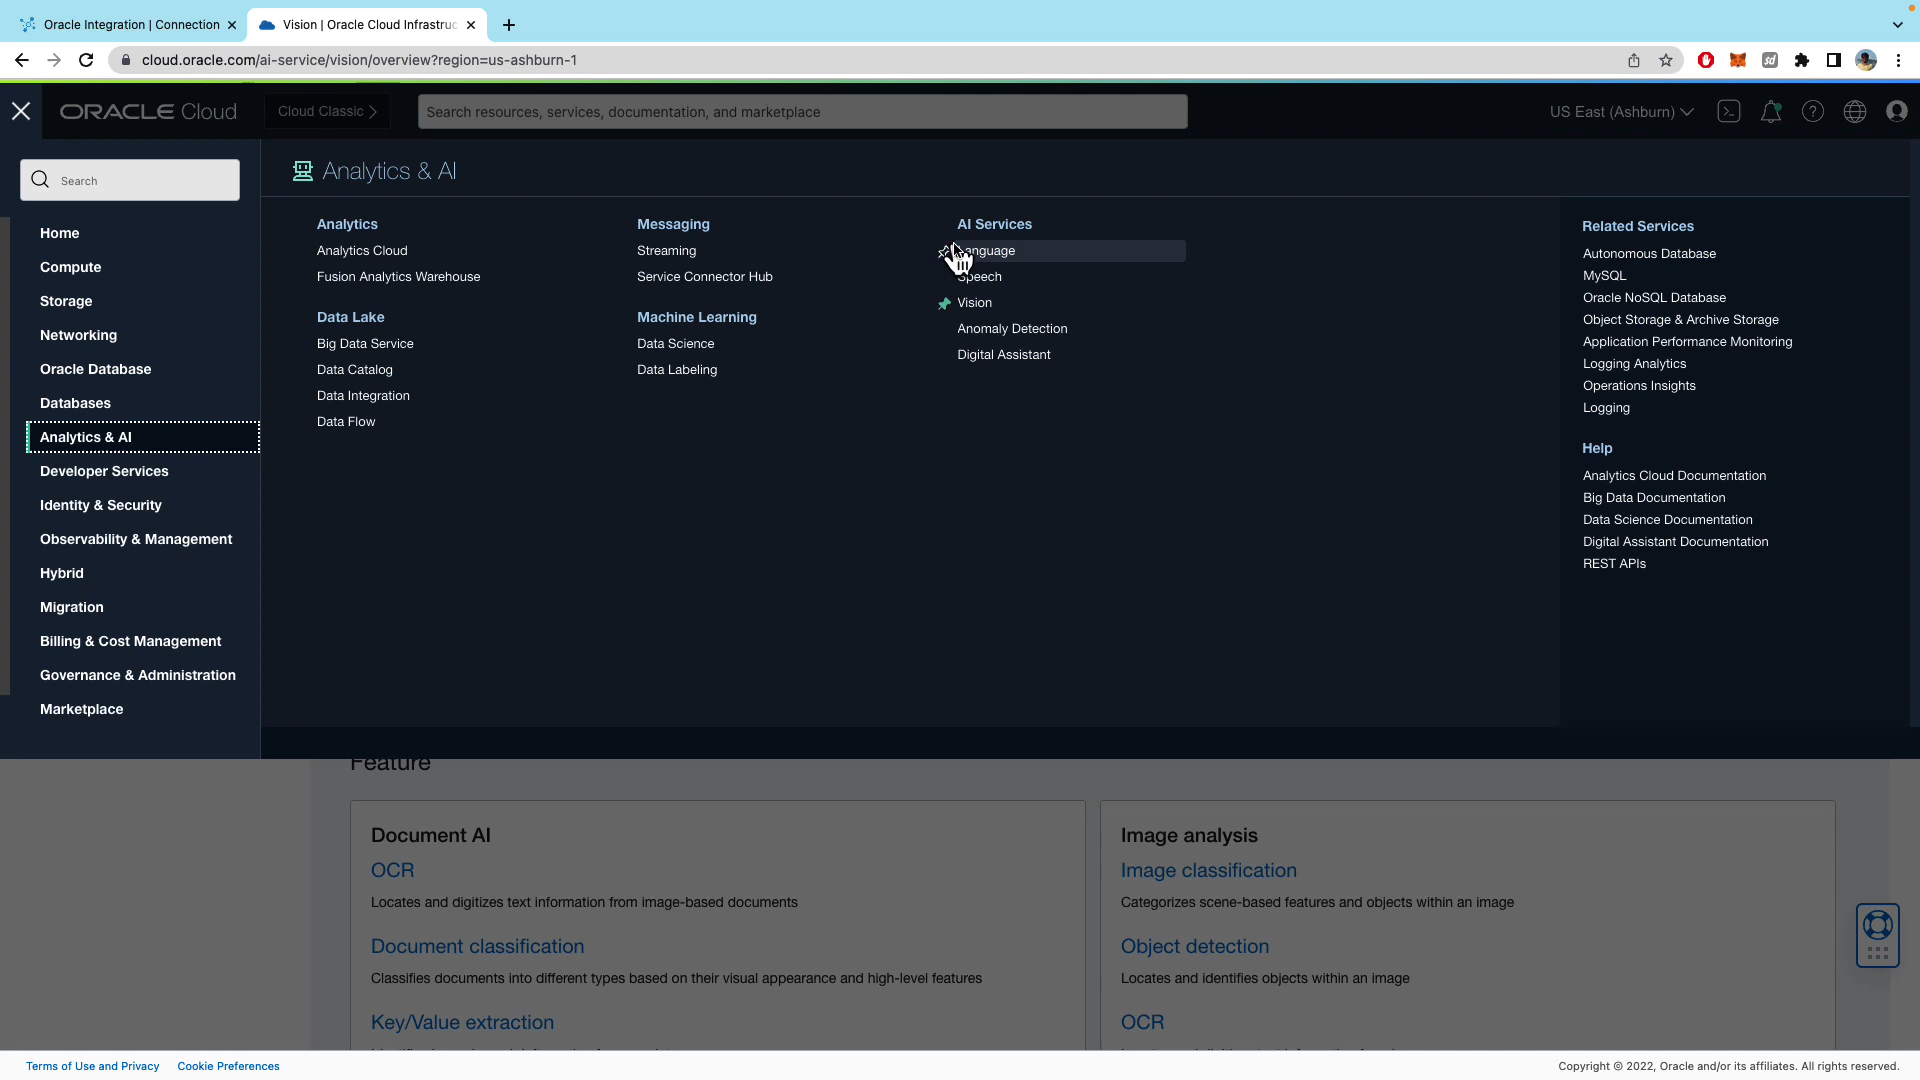 Oracle Integration | Connection
Vision | Oracle Cloud Infrastruc
cloud.oracle.com/ai-service/vision/overview?region=us-ashburn-1
ORACLE Cloud
Cloud Classic
Search resources, services, documentation, and marketplace
US East (Ashburn)
Search
Home
Compute
Storage
Networking
Oracle Database
Databases
Analytics & AI
Developer Services
Identity & Security
Observability & Management
Hybrid
Migration
Billing & Cost Management
Governance & Administration
Marketplace
Analytics & AI
Analytics
Analytics Cloud
Fusion Analytics Warehouse
Data Lake
Big Data Service
Data Catalog
Data Integration
Data Flow
Messaging
Streaming
Service Connector Hub
Machine Learning
Data Science
Data Labeling
AI Services
Language
Speech
Vision
Anomaly Detection
Digital Assistant
Related Services
Autonomous Database
MySQL
Oracle NoSQL Database
Object Storage & Archive Storage
Application Performance Monitoring
Logging Analytics
Operations Insights
Logging
Help
Analytics Cloud Documentation
Big Data Documentation
Data Science Documentation
Digital Assistant Documentation
REST APIs
Feature
Document AI
OCR
Locates and digitizes text information from image-based documents
Document classification
Classifies documents into different types based on their visual appearance and high-level features
Key/Value extraction
Image analysis
Image classification
Categorizes scene-based features and objects within an image
Object detection
Locates and identifies objects within an image
OCR
Terms of Use and Privacy
Cookie Preferences
Copyright © 2022, Oracle and/or its affiliates. All rights reserved.